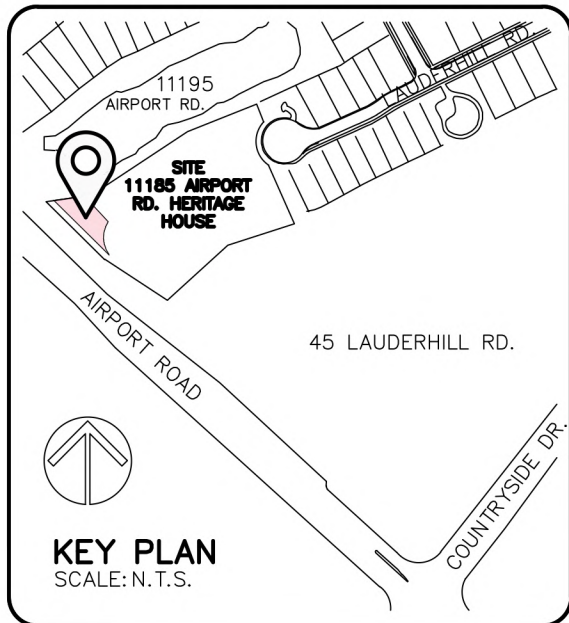 LAUDERHILL RD.
11195
AIRPORT RD.
SITE
11185 AIRPORT
RD. HERITAGE
HOUSE
AIRPORT ROAD
45 LAUDERHILL RD.
COUNTRYSIDE DR.
KEY PLAN
SCALE: N.T.S.